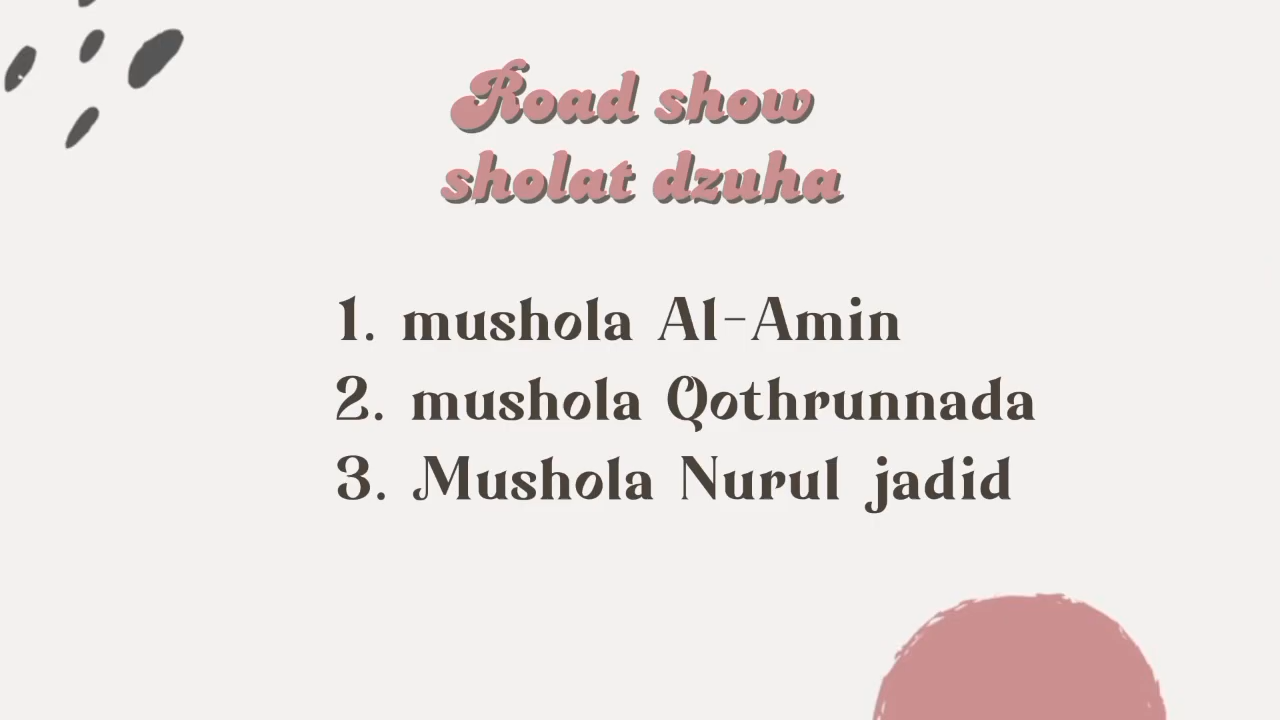 Road show
sholat dzuha
1. mushola Al-Amin
2. mushola Qothrunnada
3. Mushola Nurul jadid